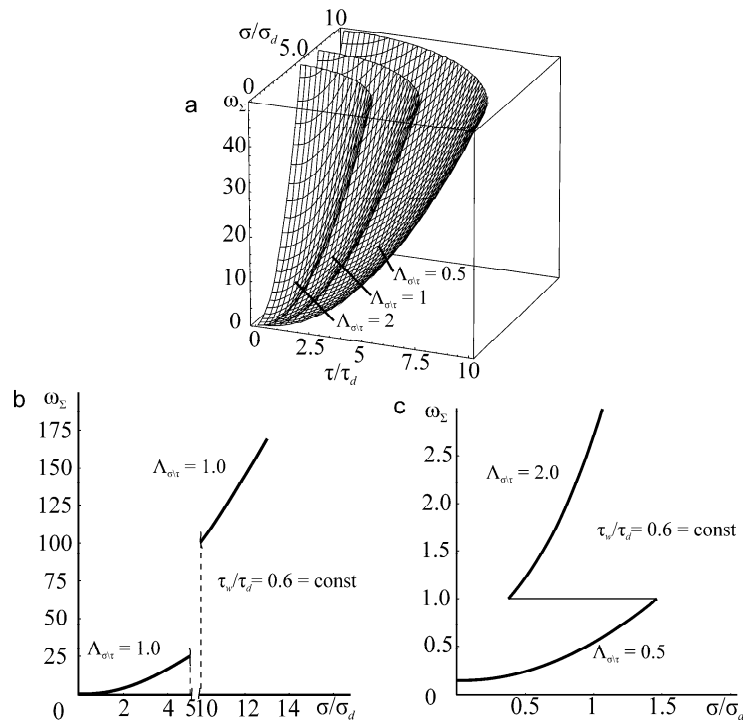 10
σ/σd
5.0
0
a
ωΣ
40
30
20
10
0
Λσ\τ = 0.5
Λσ\τ = 1
Λσ\τ = 2
0
2.5
5
7.5
10
τ/τd
b
ωΣ
175
150
125
100
75
50
25
0
Λσ\τ = 1.0
τw/τd = 0.6 = const
Λσ\τ = 1.0
2 4 5 10 12 14 σ/σd
c
ωΣ
2.5
2.0
1.5
1.0
0.5
0
Λσ\τ = 2.0
τw/τd = 0.6 = const
Λσ\τ = 0.5
0.5 1 1.5 σ/σd